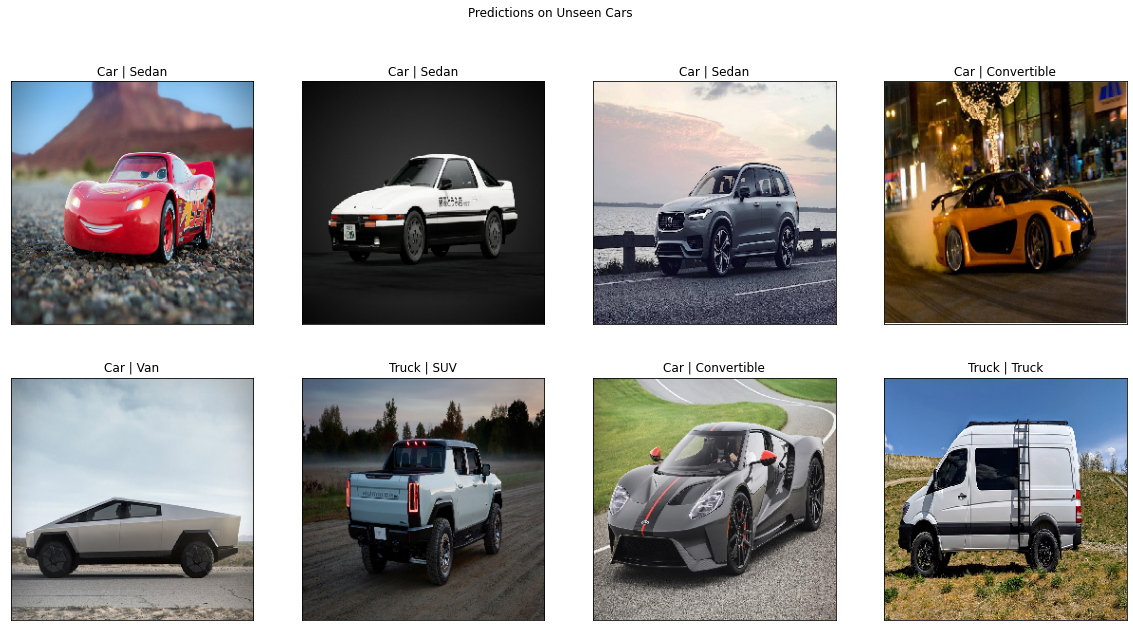 Predictions on Unseen Cars
Car | Sedan
Car | Sedan
Car | Sedan
Car | Convertible
Car | Van
Truck | SUV
Car | Convertible
Truck | Truck